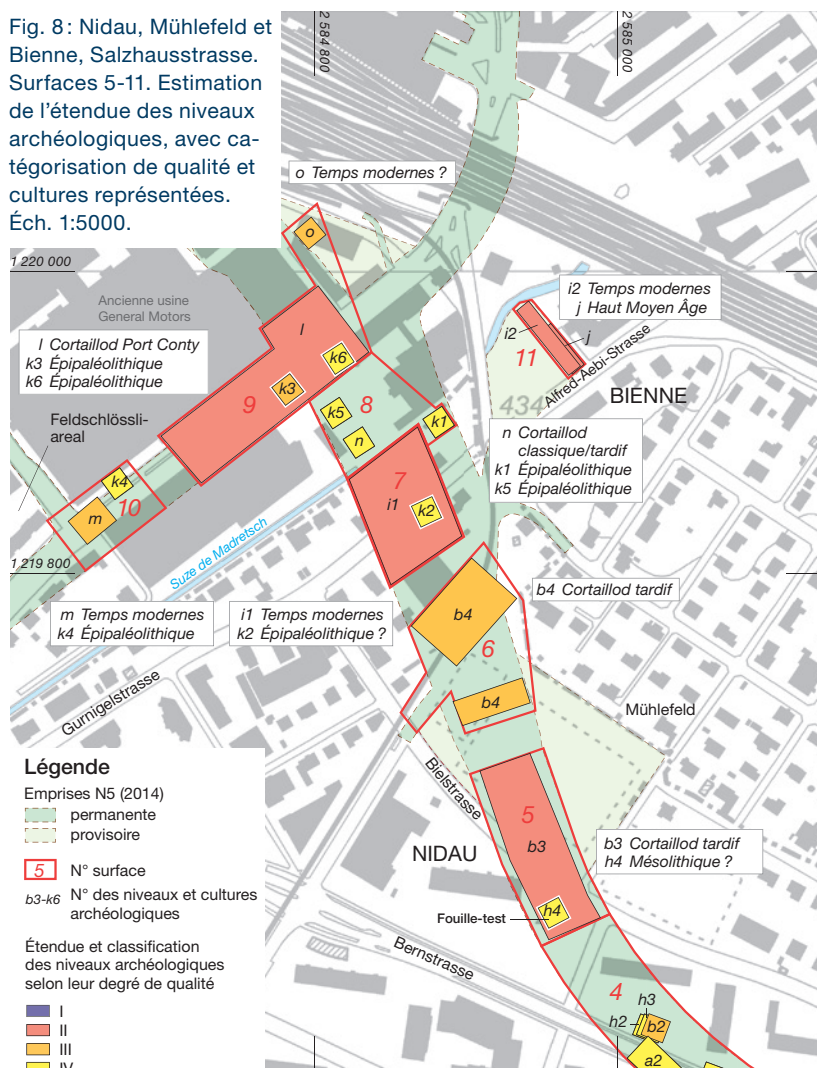 Fig. 8 : Nidau, Mühlefeld et
Bienne, Salzhausstrasse.
Surfaces 5-11. Estimation
de l'étendue des niveaux
archéologiques, avec ca-
tégorisation de qualité et
cultures représentées.
Éch. 1:5000.
2 584 800
2 585 000
o Temps modernes ?
o
1 220 000
Ancienne usine
General Motors
i2 Temps modernes
j Haut Moyen Âge
l Cortaillod Port Conty
k3 Épipaléolithique
k6 Épipaléolithique
l
k6
k3
9
8
i2
j
11
Alfred-Aebi-Strasse
BIENNE
434
Feldschlössli-
areal
k5
n
k1
n Cortaillod
classique/tardif
k1 Épipaléolithique
k5 Épipaléolithique
7
i1
k2
k4
m
10
Suze de Madretsch
1 219 800
m Temps modernes
k4 Épipaléolithique
i1 Temps modernes
k2 Épipaléolithique ?
b4 Cortaillod tardif
b4
6
b4
Gurnigelstrasse
Mühlefeld
Bielstrasse
Légende
Emprises N5 (2014)
permanente
provisoire
5 N° surface
b3-k6 N° des niveaux et cultures
archéologiques
Étendue et classification
des niveaux archéologiques
selon leur degré de qualité
I
II
III
IV
5
b3
NIDAU
b3 Cortaillod tardif
h4 Mésolithique ?
Fouille-test
h4
Bernstrasse
4
h3
h2
b2
a2